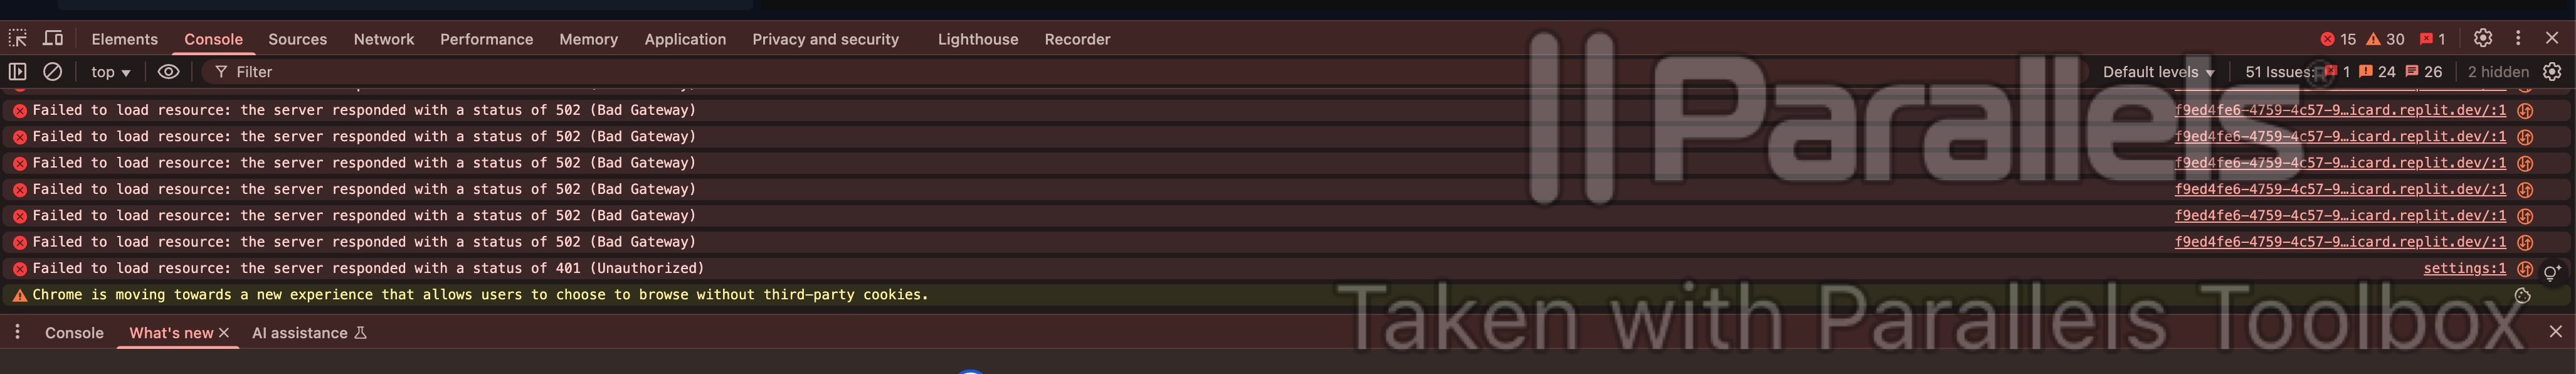 Elements Console Sources Network Performance Memory Application Privacy and security Lighthouse Recorder 15 30 1
top Filter Default levels 51 Issues: 1 24 26 2 hidden
Failed to load resource: the server responded with a status of 502 (Bad Gateway) f9ed4fe6-4759-4c57-9…icard.replit.dev/:1
Failed to load resource: the server responded with a status of 502 (Bad Gateway) f9ed4fe6-4759-4c57-9…icard.replit.dev/:1
Failed to load resource: the server responded with a status of 502 (Bad Gateway) f9ed4fe6-4759-4c57-9…icard.replit.dev/:1
Failed to load resource: the server responded with a status of 502 (Bad Gateway) f9ed4fe6-4759-4c57-9…icard.replit.dev/:1
Failed to load resource: the server responded with a status of 502 (Bad Gateway) f9ed4fe6-4759-4c57-9…icard.replit.dev/:1
Failed to load resource: the server responded with a status of 502 (Bad Gateway) f9ed4fe6-4759-4c57-9…icard.replit.dev/:1
Failed to load resource: the server responded with a status of 401 (Unauthorized) settings:1
Chrome is moving towards a new experience that allows users to choose to browse without third-party cookies.
Console What's new AI assistance
|| Parallels®
Taken with Parallels Toolbox